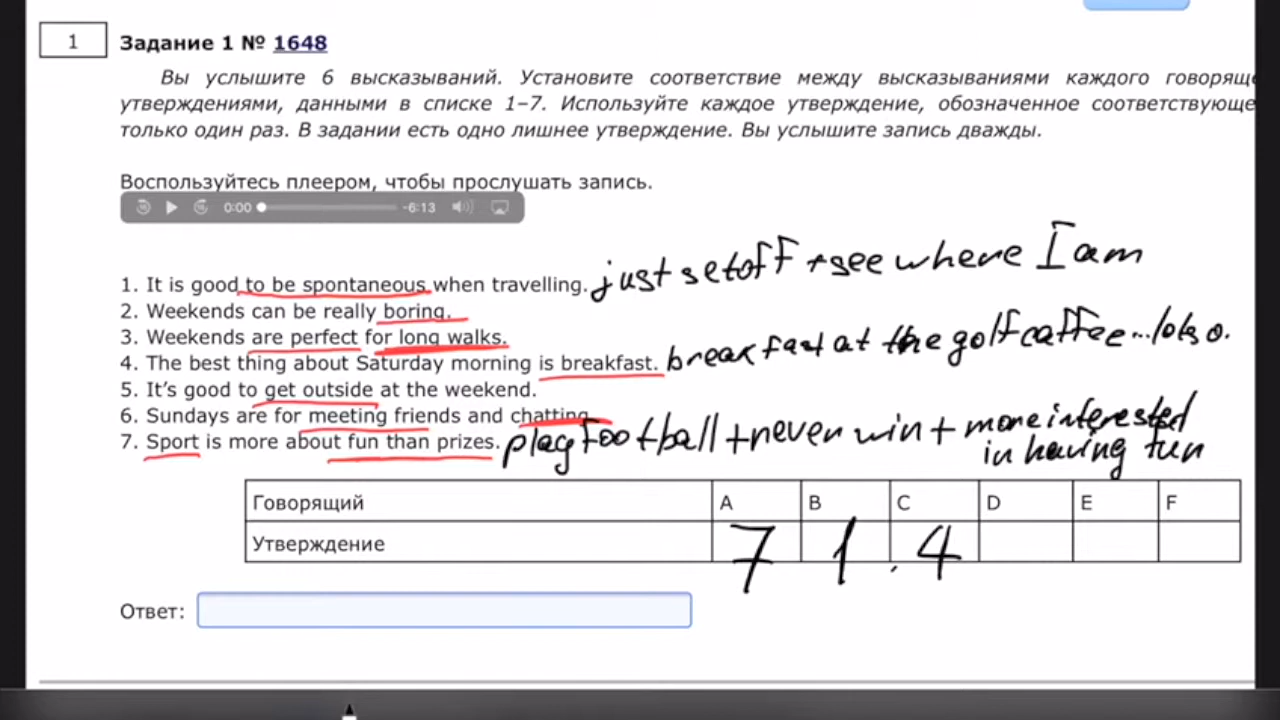 1
Задание 1 № 1648
Вы услышите 6 высказываний. Установите соответствие между высказываниями каждого говоряще
утверждениями, данными в списке 1–7. Используйте каждое утверждение, обозначенное соответствующе
только один раз. В задании есть одно лишнее утверждение. Вы услышите запись дважды.
Воспользуйтесь плеером, чтобы прослушать запись.
0:00 -6:13
1. It is good to be spontaneous when travelling. just set off + see where I am
2. Weekends can be really boring.
3. Weekends are perfect for long walks.
4. The best thing about Saturday morning is breakfast. breakfast at the golf caffee...lots o.
5. It’s good to get outside at the weekend.
6. Sundays are for meeting friends and chatting.
7. Sport is more about fun than prizes. play football + never win + more interested
in having fun
Говорящий A B C D E F
Утверждение 7 1 4
Ответ: